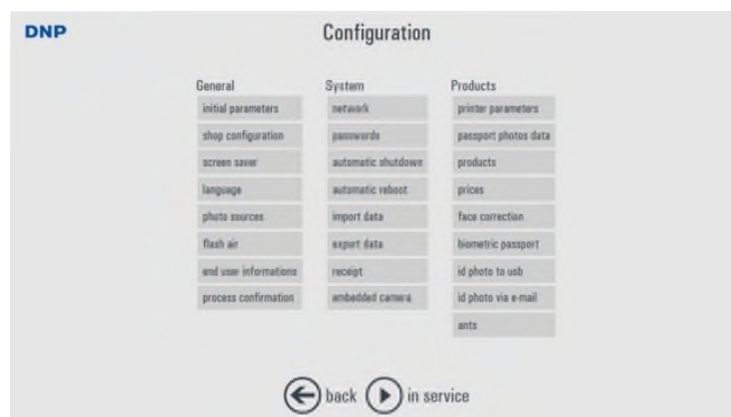 DNP
Configuration
General
initial parameters
shop configuration
screen saver
language
photo sources
flash air
end user informations
process confirmation
System
network
passwords
automatic shutdown
automatic reboot
import data
export data
receipt
embedded camera
Products
printer parameters
passport photos data
products
prices
face correction
biometric passport
id photo to usb
id photo via e-mail
ants
back
in service